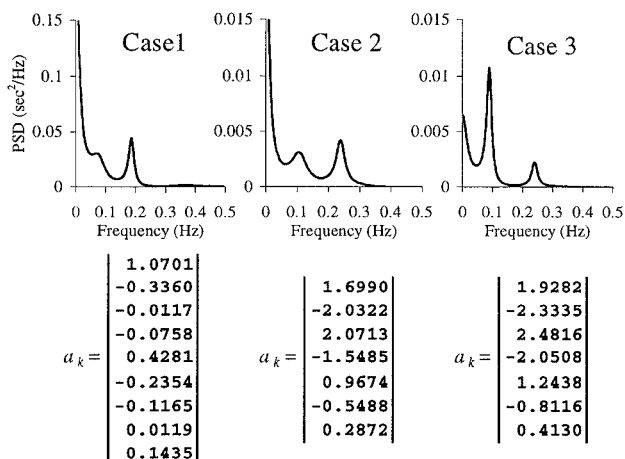 Case1 Case 2 Case 3
PSD (sec²/Hz)
0.15 0.015 0.015
0.1 0.01 0.01
0.05 0.005 0.005
0 0 0
0 0.1 0.2 0.3 0.4 0.5 0 0.1 0.2 0.3 0.4 0.5 0 0.1 0.2 0.3 0.4 0.5
Frequency (Hz) Frequency (Hz) Frequency (Hz)
a k =
1.0701
-0.3360
-0.0117
-0.0758
0.4281
-0.2354
-0.1165
0.0119
0.1435
a k =
1.6990
-2.0322
2.0713
-1.5485
0.9674
-0.5488
0.2872
a k =
1.9282
-2.3335
2.4816
-2.0508
1.2438
-0.8116
0.4130